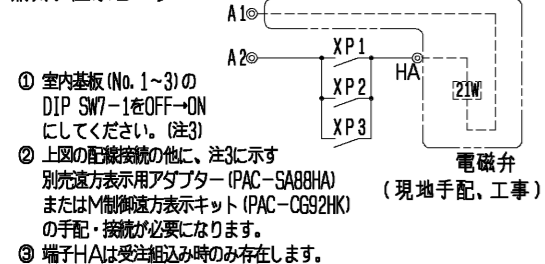 A1
A2
XP1
XP2
XP3
HA
21W
電磁弁
(現地手配、工事)
① 室内基板(No. 1~3)の
DIP SW7-1をOFF→ON
にしてください。(注3)
② 上図の配線接続の他に、注3に示す
別売遠方表示用アダプター(PAC-SA88HA)
またはM制御遠方表示キット(PAC-CG92HK)
の手配・接続が必要になります。
③ 端子HAは受注組込み時のみ存在します。